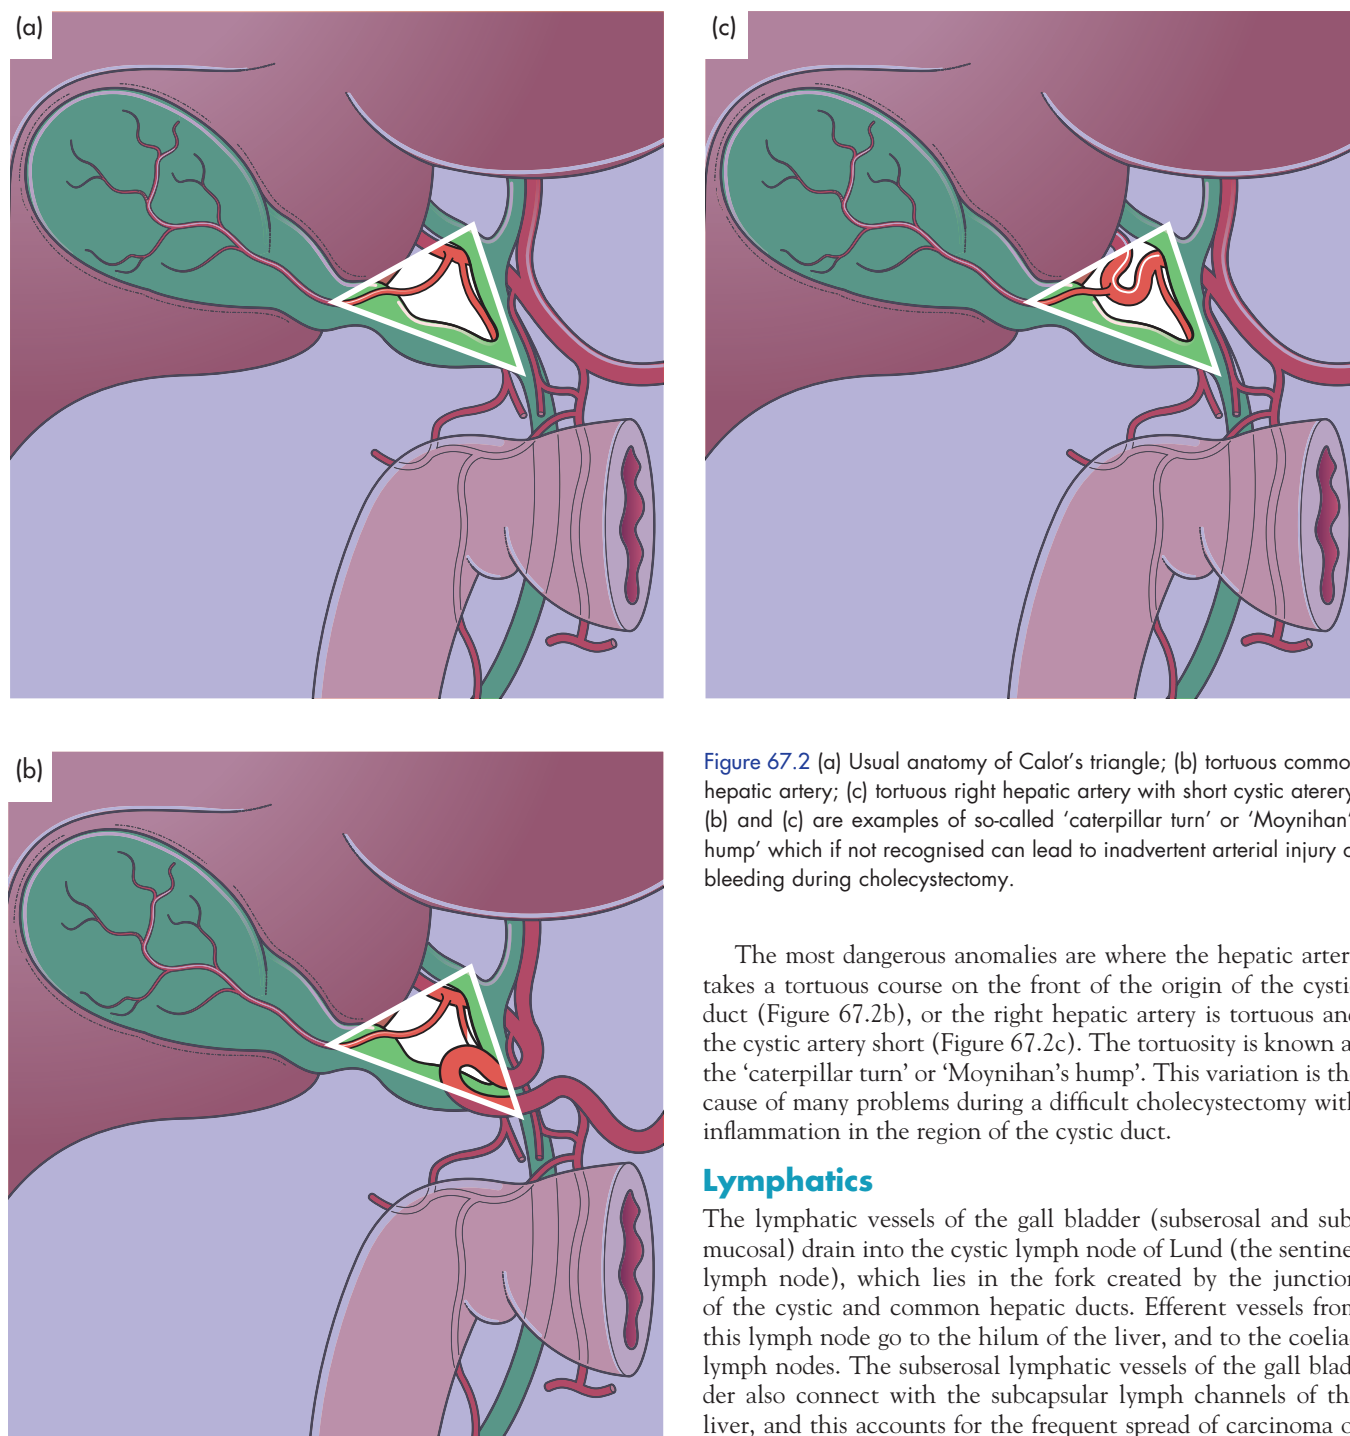 (a)
(c)
(b)
Figure 67.2 (a) Usual anatomy of Calot's triangle; (b) tortuous commo
hepatic artery; (c) tortuous right hepatic artery with short cystic aterery
(b) and (c) are examples of so-called 'caterpillar turn' or 'Moynihan'
hump' which if not recognised can lead to inadvertent arterial injury o
bleeding during cholecystectomy.
The most dangerous anomalies are where the hepatic arter
takes a tortuous course on the front of the origin of the cysti
duct (Figure 67.2b), or the right hepatic artery is tortuous and
the cystic artery short (Figure 67.2c). The tortuosity is known a
the 'caterpillar turn' or 'Moynihan's hump'. This variation is th
cause of many problems during a difficult cholecystectomy with
inflammation in the region of the cystic duct.
Lymphatics
The lymphatic vessels of the gall bladder (subserosal and sub
mucosal) drain into the cystic lymph node of Lund (the sentine
lymph node), which lies in the fork created by the junction
of the cystic and common hepatic ducts. Efferent vessels from
this lymph node go to the hilum of the liver, and to the coelia
lymph nodes. The subserosal lymphatic vessels of the gall blad
der also connect with the subcapsular lymph channels of th
liver, and this accounts for the frequent spread of carcinoma o